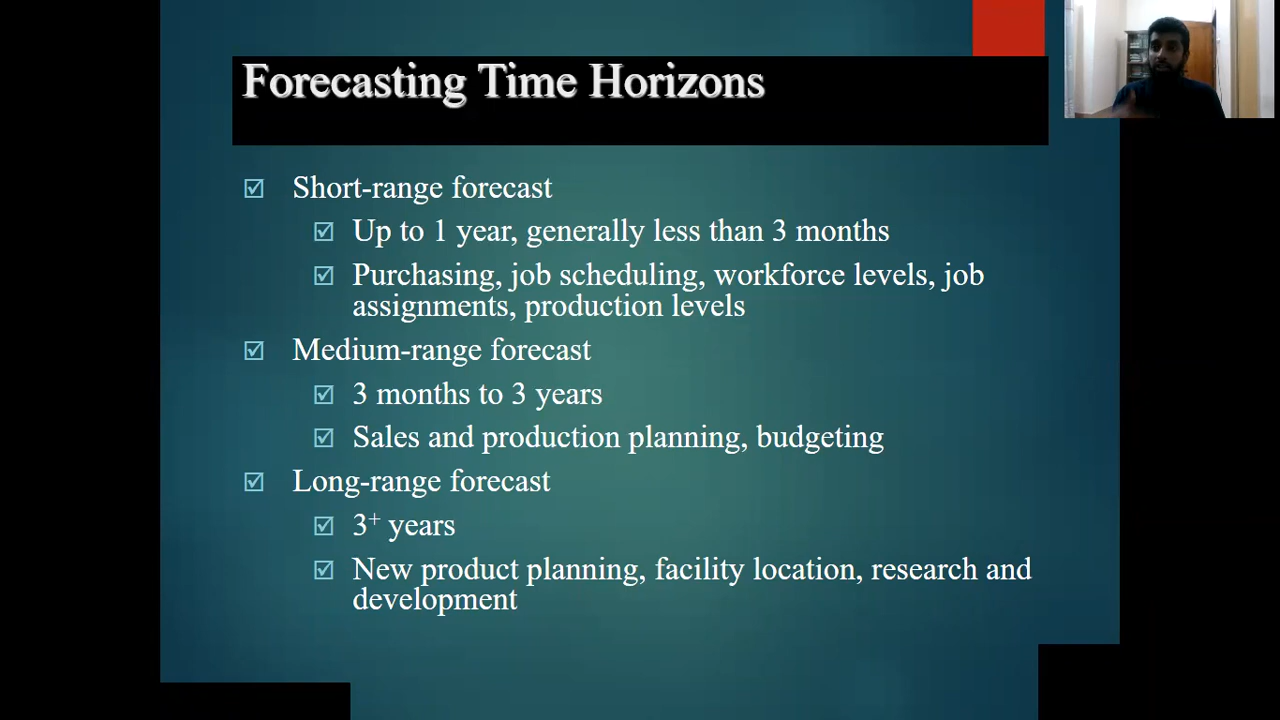 Forecasting Time Horizons
Short-range forecast
Up to 1 year, generally less than 3 months
Purchasing, job scheduling, workforce levels, job
assignments, production levels
Medium-range forecast
3 months to 3 years
Sales and production planning, budgeting
Long-range forecast
3+ years
New product planning, facility location, research and
development